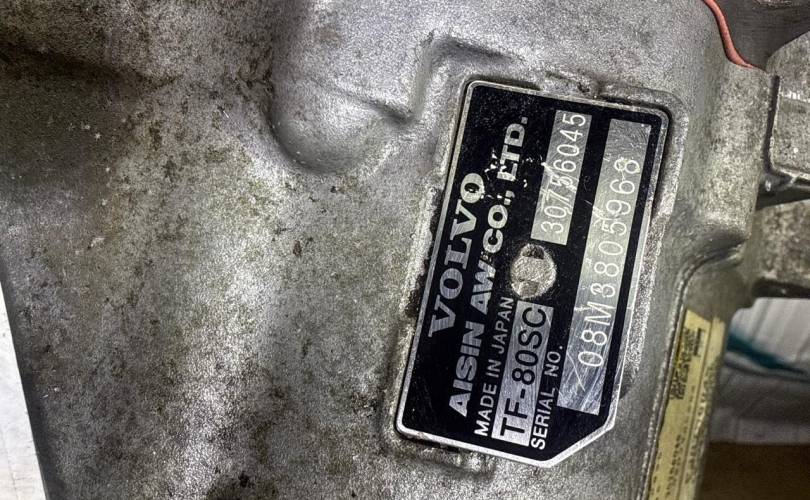 VOLVO
AISIN AW CO., LTD.
MADE IN JAPAN
TF-80SC 30756045
SERIAL NO.
08M3805968